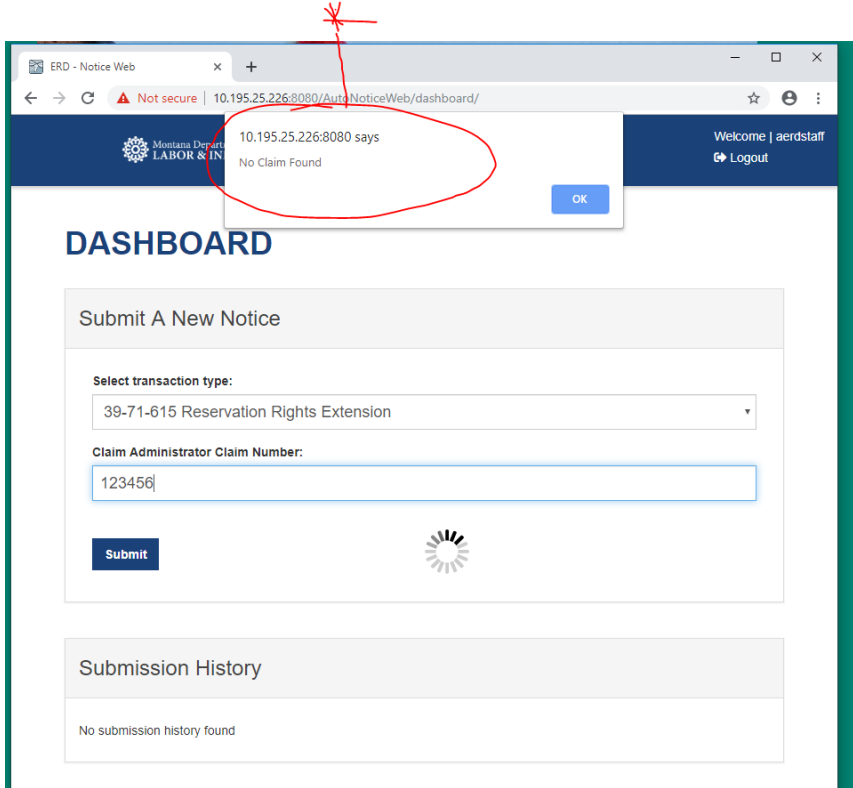 ERD - Notice Web
Not secure | 10.195.25.226:8080/AutoNoticeWeb/dashboard/
10.195.25.226:8080 says
No Claim Found
OK
Montana
LABOR &
Welcome | aerdstaff
Logout
DASHBOARD
Submit A New Notice
Select transaction type:
39-71-615 Reservation Rights Extension
Claim Administrator Claim Number:
123456
Submit
Submission History
No submission history found